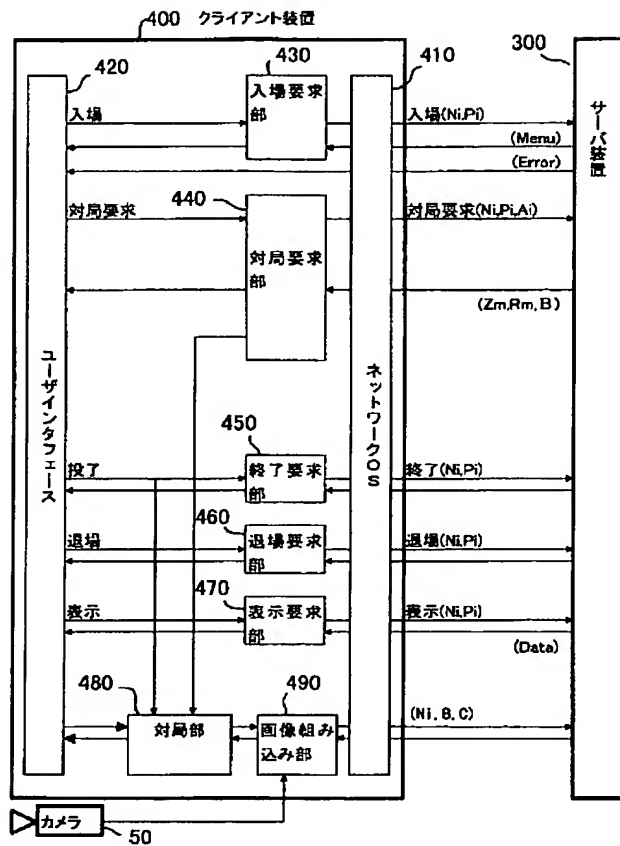 400 クライアント装置
420
430
410
300
入場
入場要求
部
入場(Ni,Pi)
(Menu)
(Error)
サーバ装置
440
対局要求
対局要求
部
対局要求(Ni,Pi,Ai)
(Zm,Rm,B)
ユーザインタフェース
ネットワークOS
450
投了
終了要求
部
終了(Ni,Pi)
460
退場
退場要求
部
退場(Ni,Pi)
470
表示
表示要求
部
表示(Ni,Pi)
(Data)
480
490
対局部
画像組み
込み部
(Ni,B,C)
カメラ
50